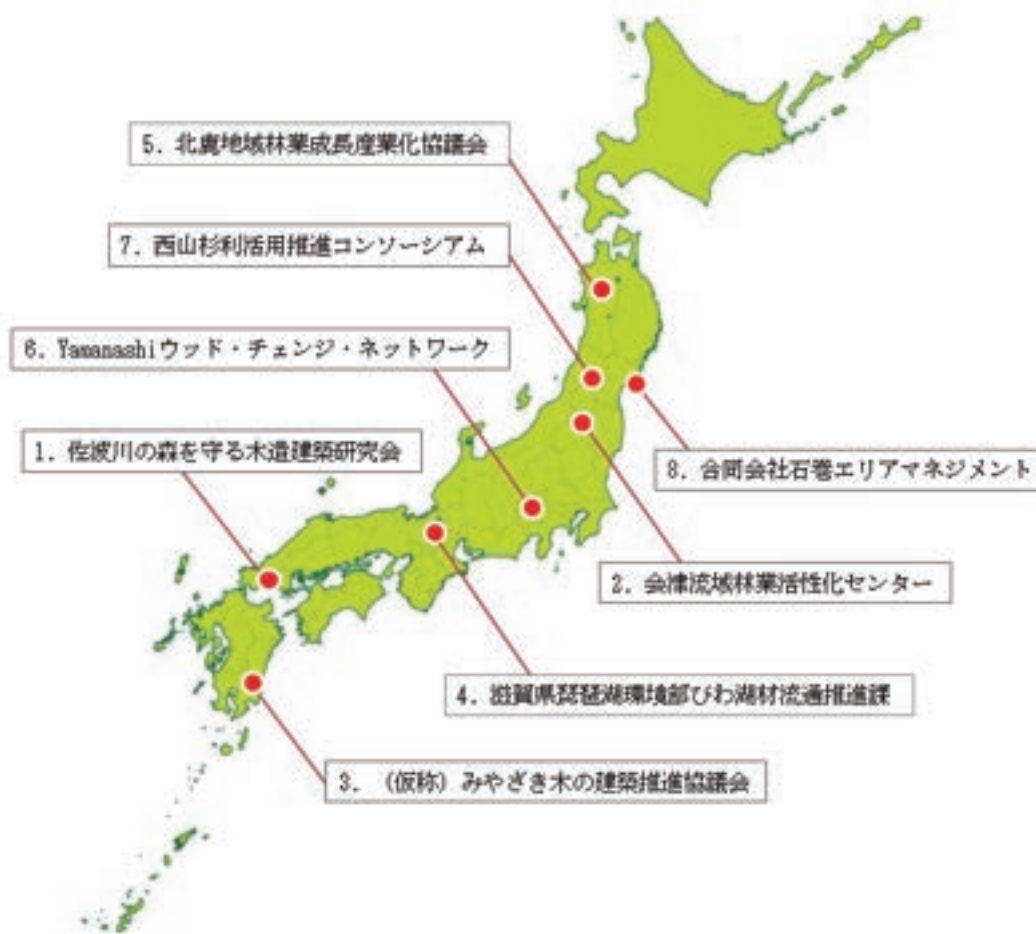 5. 北鹿地域林業成長産業化協議会
7. 西山杉利活用推進コンソーシアム
6. Yamanashiウッド・チェンジ・ネットワーク
1. 佐波川の森を守る木造建築研究会
8. 合同会社石巻エリアマネジメント
2. 会津流域林業活性化センター
4. 滋賀県琵琶湖環境部びわ湖材流通推進課
3. （仮称）みやざき木の建築推進協議会